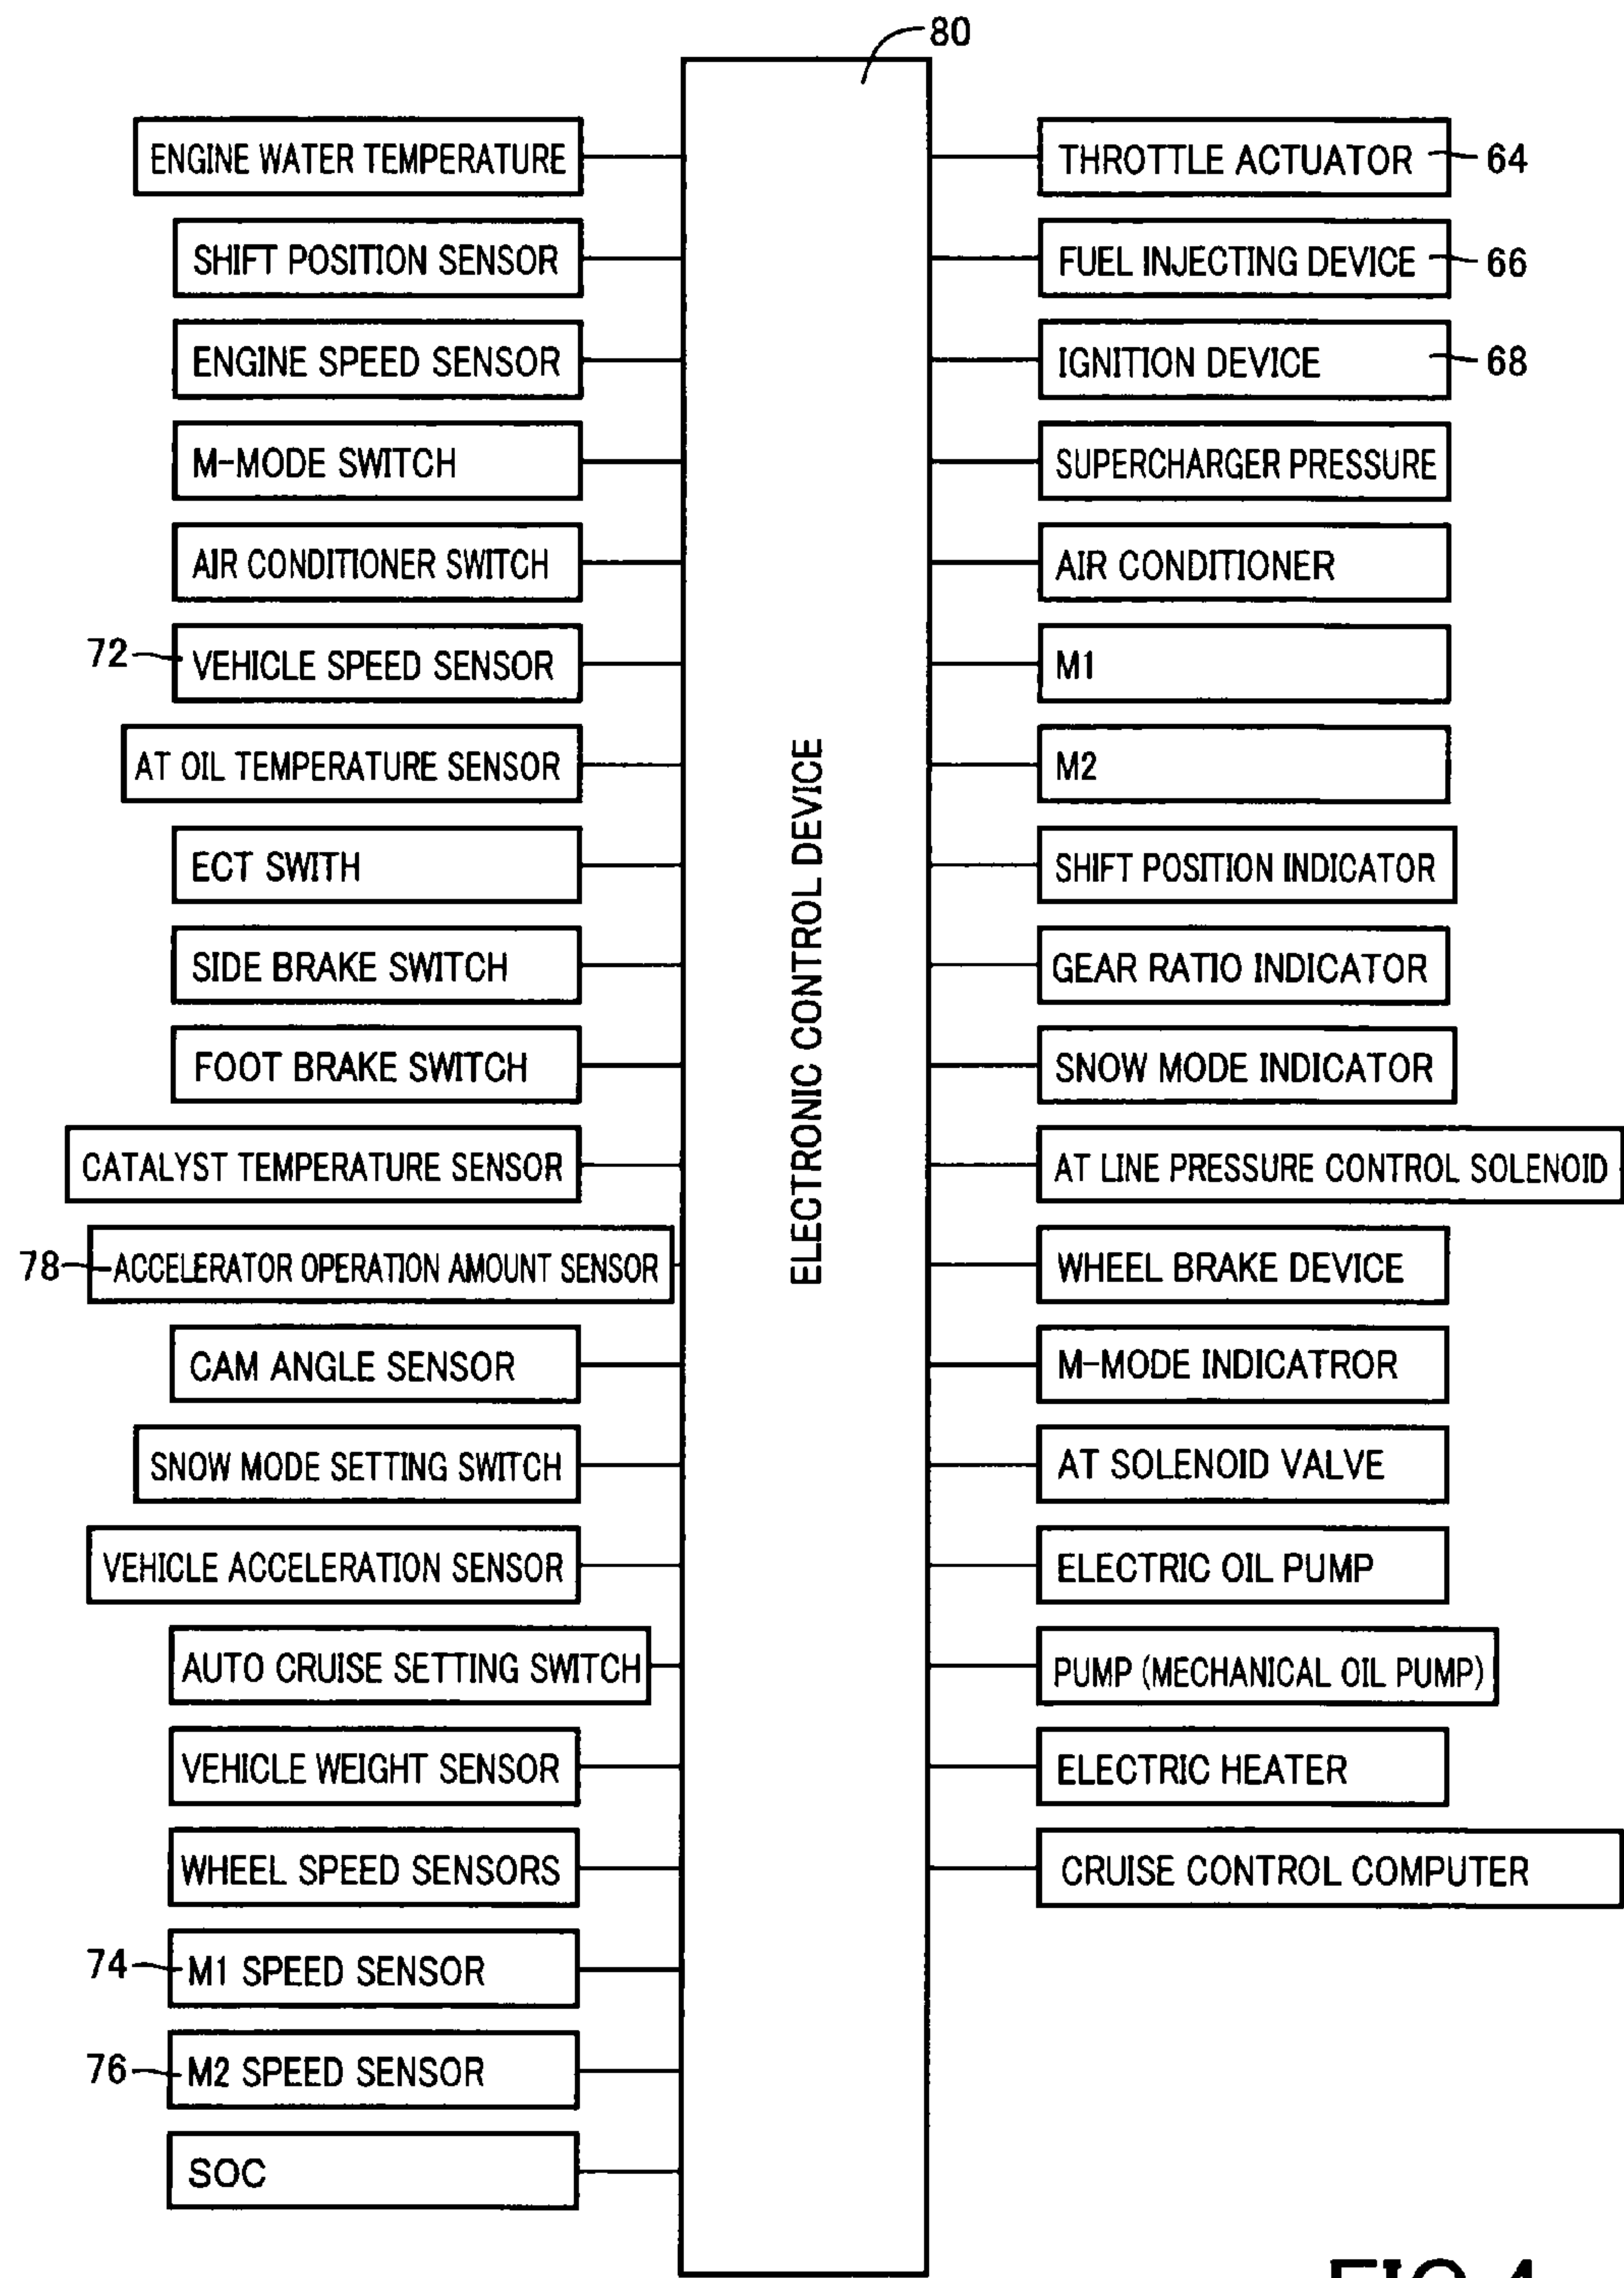 80
ENGINE WATER TEMPERATURE
SHIFT POSITION SENSOR
ENGINE SPEED SENSOR
M-MODE SWITCH
AIR CONDITIONER SWITCH
72
VEHICLE SPEED SENSOR
AT OIL TEMPERATURE SENSOR
ECT SWITH
SIDE BRAKE SWITCH
FOOT BRAKE SWITCH
CATALYST TEMPERATURE SENSOR
78
ACCELERATOR OPERATION AMOUNT SENSOR
CAM ANGLE SENSOR
SNOW MODE SETTING SWITCH
VEHICLE ACCELERATION SENSOR
AUTO CRUISE SETTING SWITCH
VEHICLE WEIGHT SENSOR
WHEEL SPEED SENSORS
74
M1 SPEED SENSOR
76
M2 SPEED SENSOR
SOC
ELECTRONIC CONTROL DEVICE
THROTTLE ACTUATOR
64
FUEL INJECTING DEVICE
66
IGNITION DEVICE
68
SUPERCHARGER PRESSURE
AIR CONDITIONER
M1
M2
SHIFT POSITION INDICATOR
GEAR RATIO INDICATOR
SNOW MODE INDICATOR
AT LINE PRESSURE CONTROL SOLENOID
WHEEL BRAKE DEVICE
M-MODE INDICATROR
AT SOLENOID VALVE
ELECTRIC OIL PUMP
PUMP (MECHANICAL OIL PUMP)
ELECTRIC HEATER
CRUISE CONTROL COMPUTER